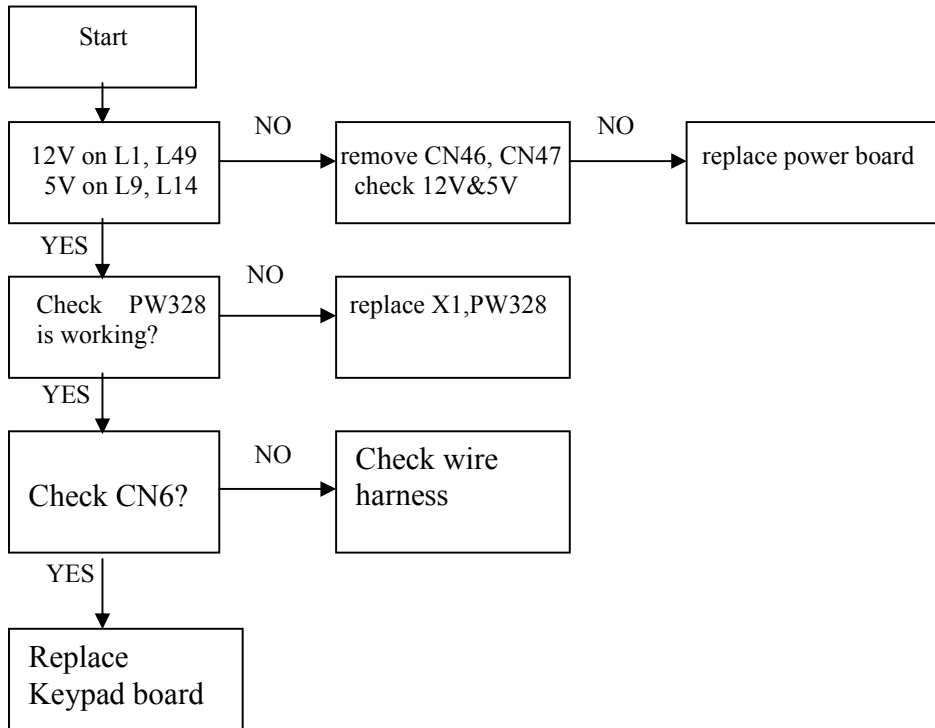 Start
NO
NO
12V on L1, L49
5V on L9, L14
remove CN46, CN47
check 12V&5V
replace power board
YES
NO
Check PW328
is working?
replace X1,PW328
YES
NO
Check CN6?
Check wire
harness
YES
Replace
Keypad board